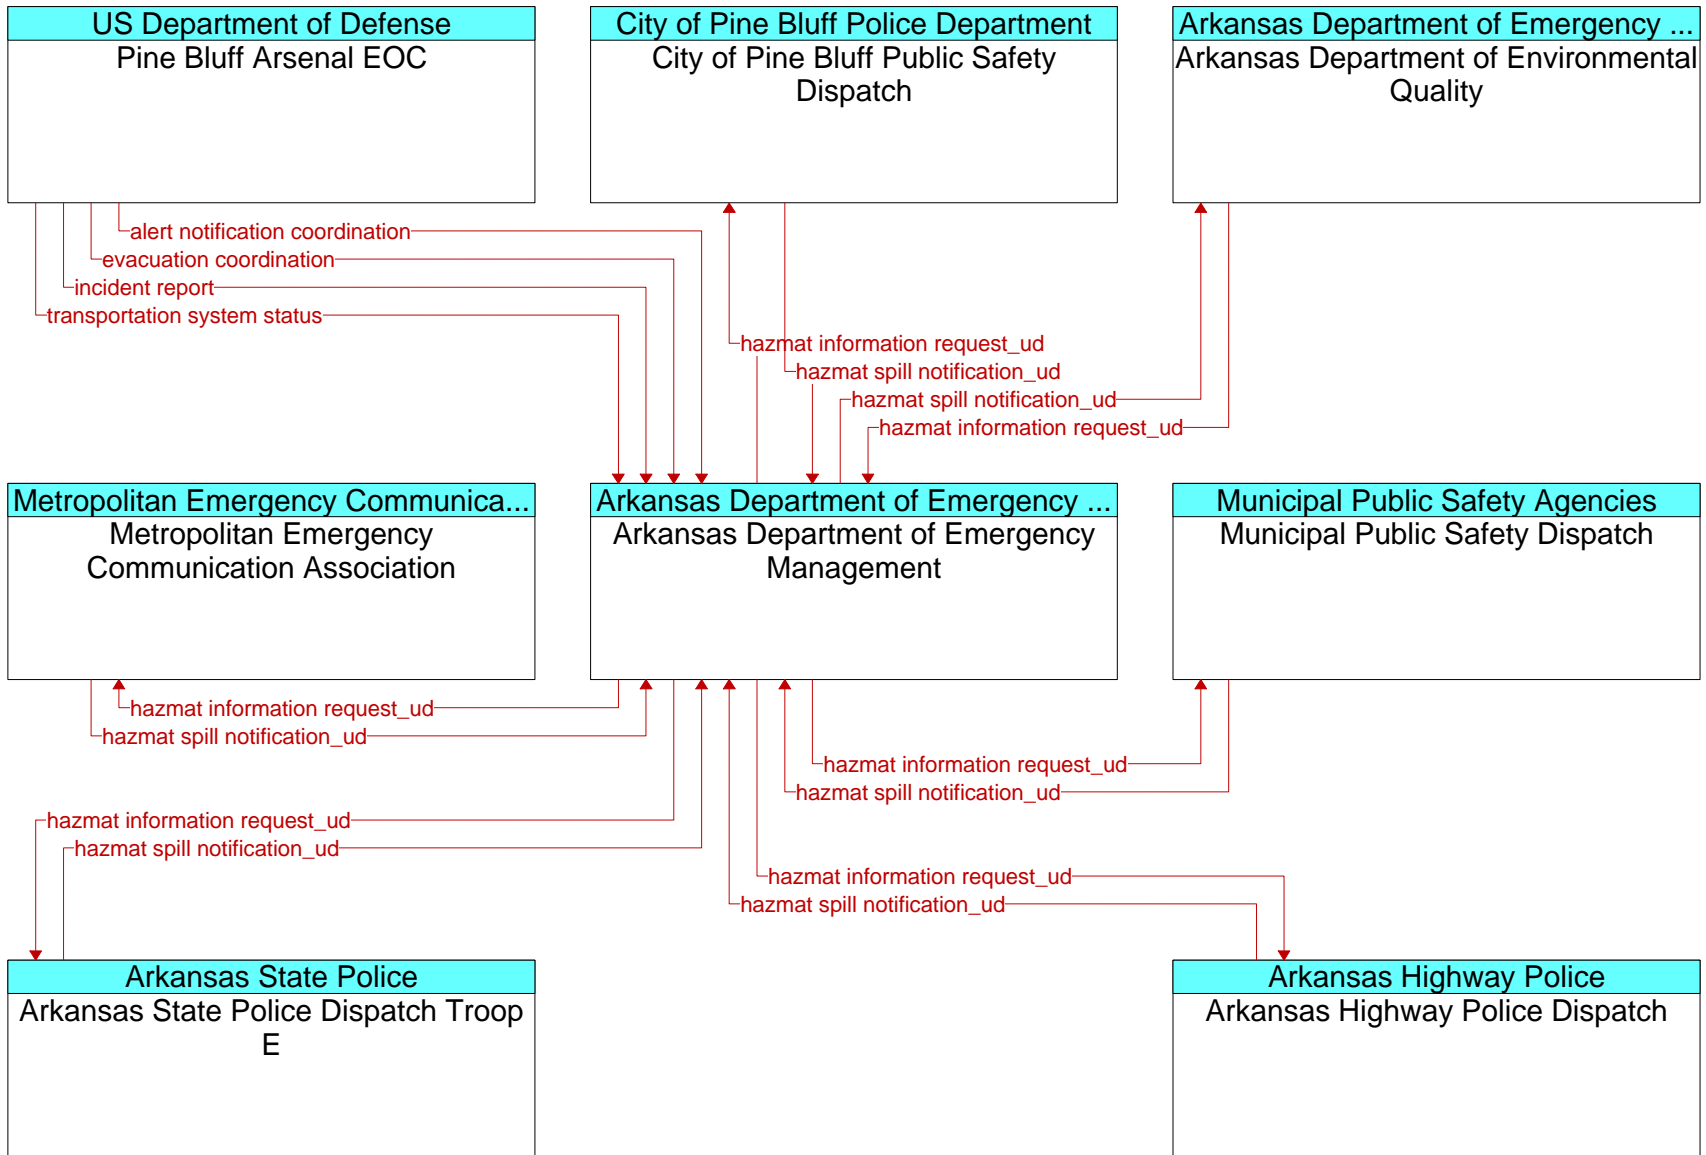 US Department of Defense
Pine Bluff Arsenal EOC
City of Pine Bluff Police Department
City of Pine Bluff Public Safety
Dispatch
Arkansas Department of Emergency ...
Arkansas Department of Environmental
Quality
alert notification coordination
evacuation coordination
incident report
transportation system status
hazmat information request_ud
hazmat spill notification_ud
hazmat spill notification_ud
hazmat information request_ud
Metropolitan Emergency Communica...
Metropolitan Emergency
Communication Association
Arkansas Department of Emergency ...
Arkansas Department of Emergency
Management
Municipal Public Safety Agencies
Municipal Public Safety Dispatch
hazmat information request_ud
hazmat spill notification_ud
hazmat information request_ud
hazmat spill notification_ud
hazmat information request_ud
hazmat spill notification_ud
hazmat information request_ud
hazmat spill notification_ud
Arkansas State Police
Arkansas State Police Dispatch Troop
E
Arkansas Highway Police
Arkansas Highway Police Dispatch